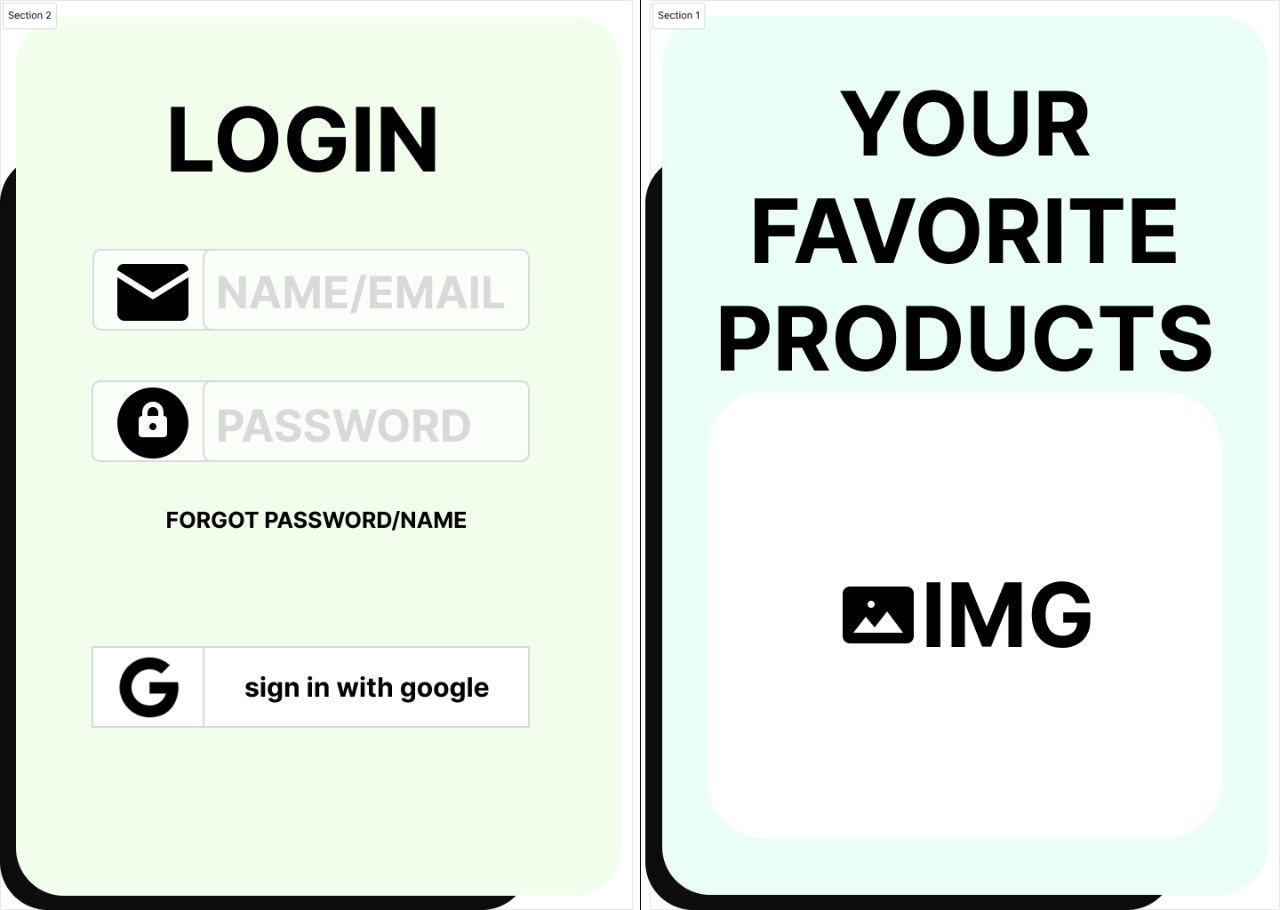 Section 2
LOGIN
NAME/EMAIL
PASSWORD
FORGOT PASSWORD/NAME
G
sign in with google
Section 1
YOUR
FAVORITE
PRODUCTS
IMG